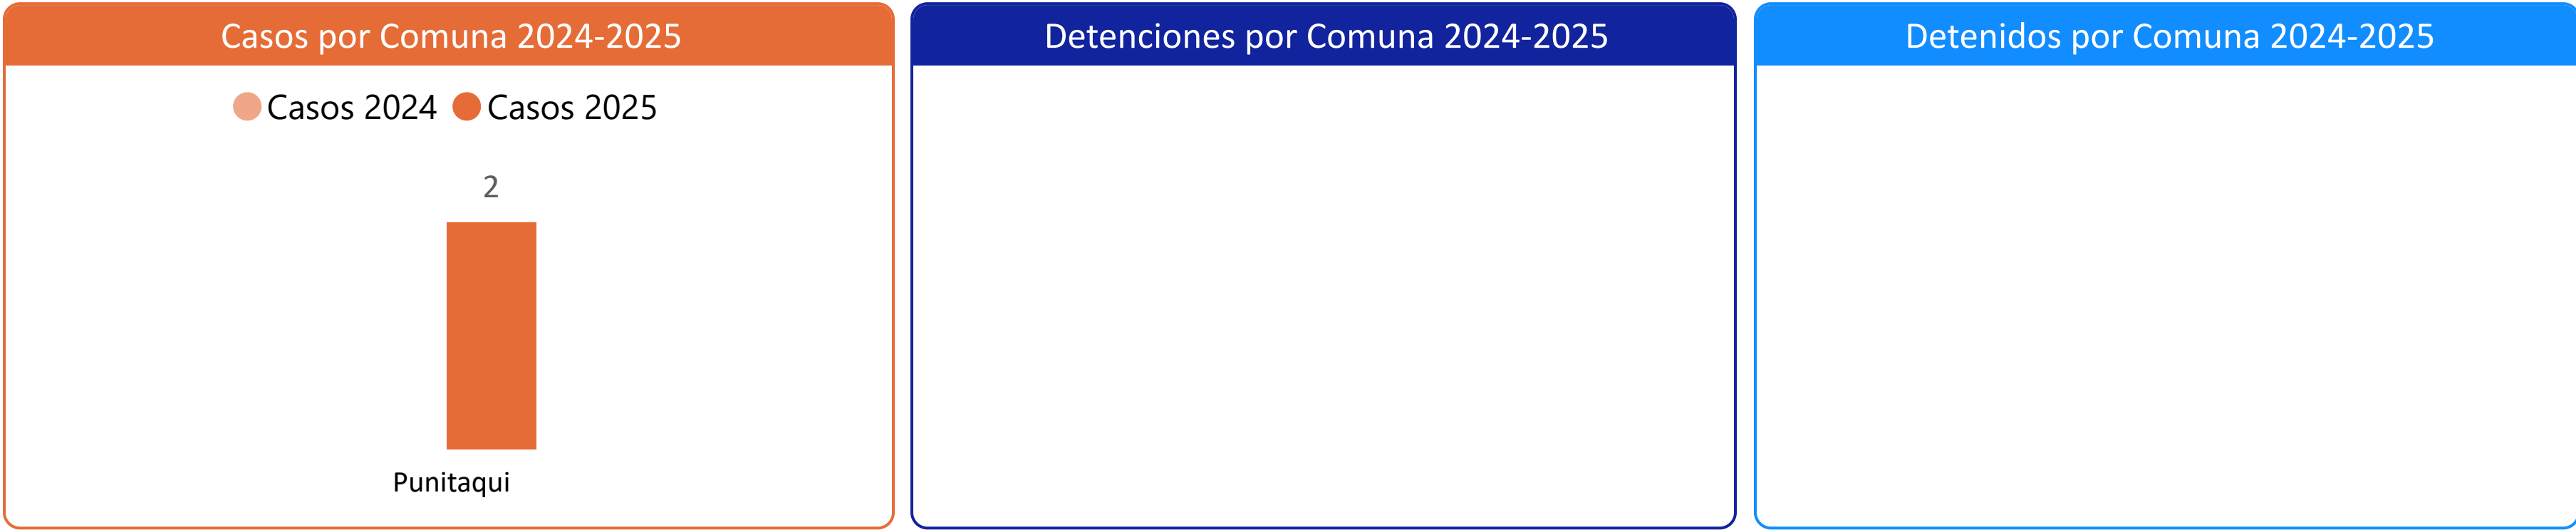 Casos por Comuna 2024-2025
Casos 2024 Casos 2025
2
Punitaqui
Detenciones por Comuna 2024-2025
Detenidos por Comuna 2024-2025